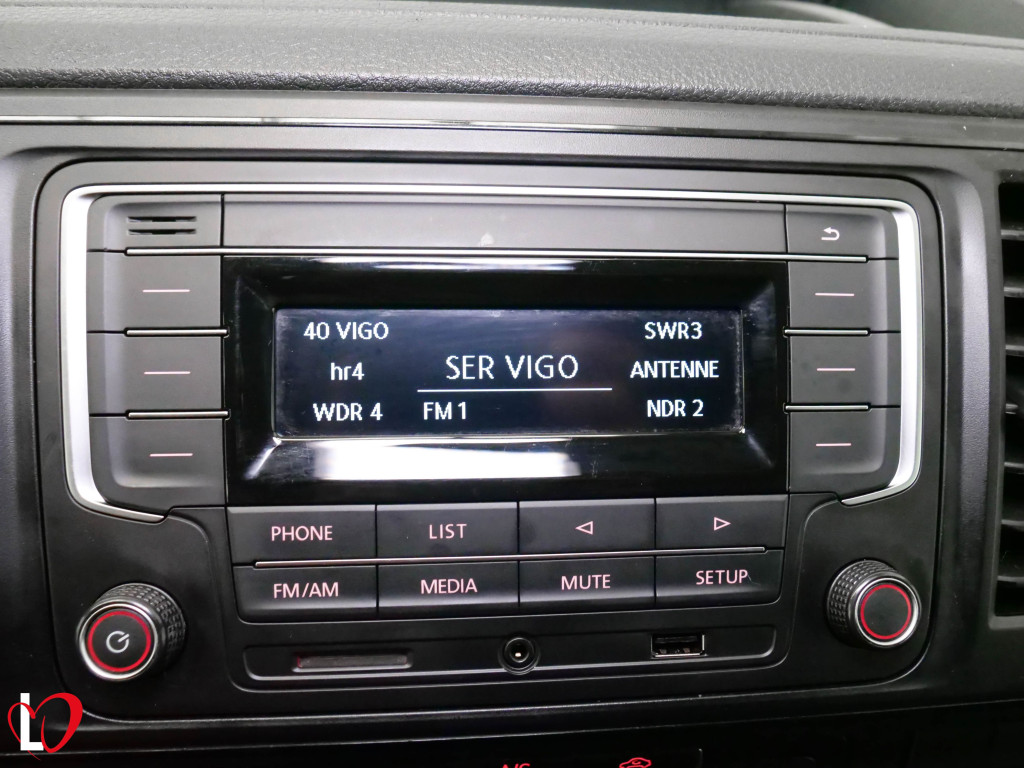 40 VIGO
SWR3
hr4
SER VIGO
ANTENNE
WDR 4
FM 1
NDR 2
PHONE
LIST
FM/AM
MEDIA
MUTE
SETUP
L